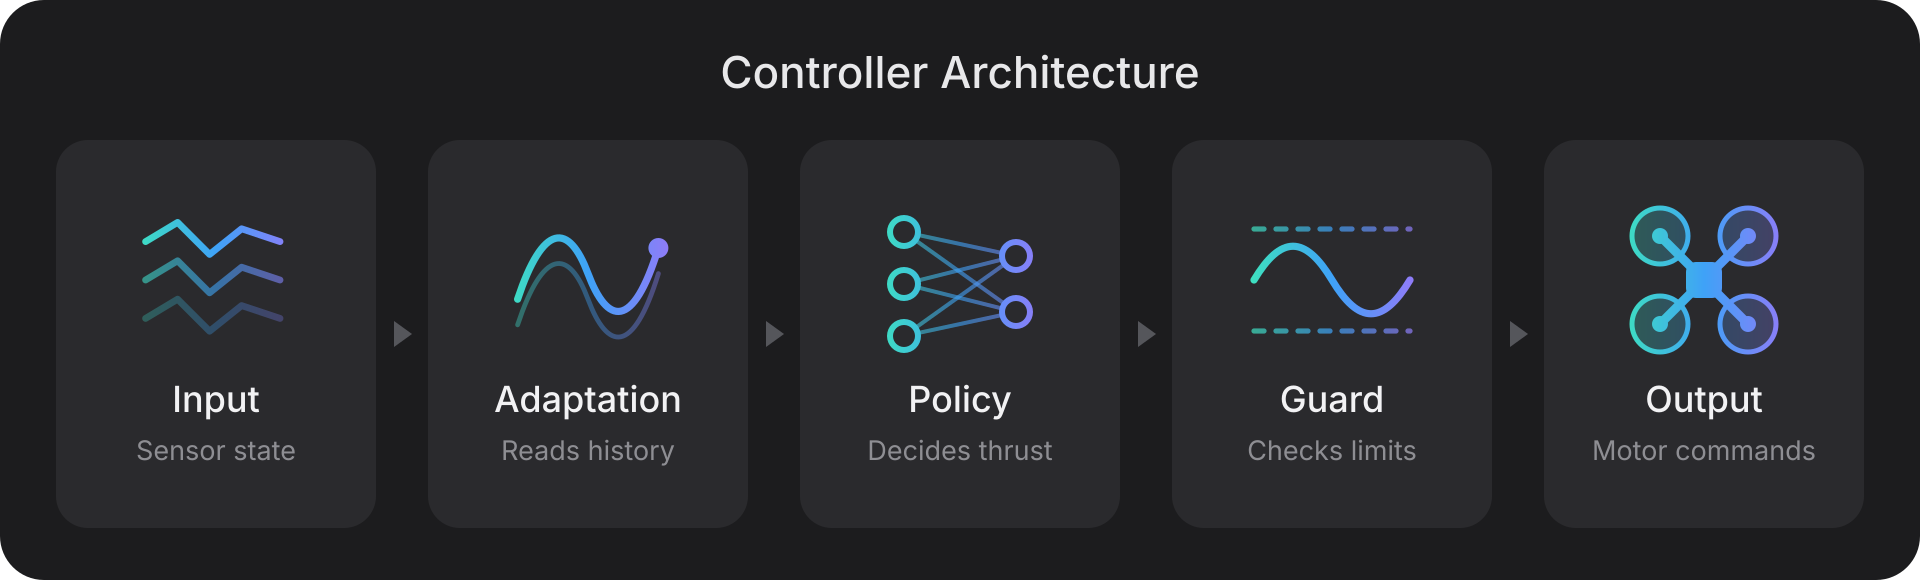 Controller Architecture
Input
Sensor state
Adaptation
Reads history
Policy
Decides thrust
Guard
Checks limits
Output
Motor commands